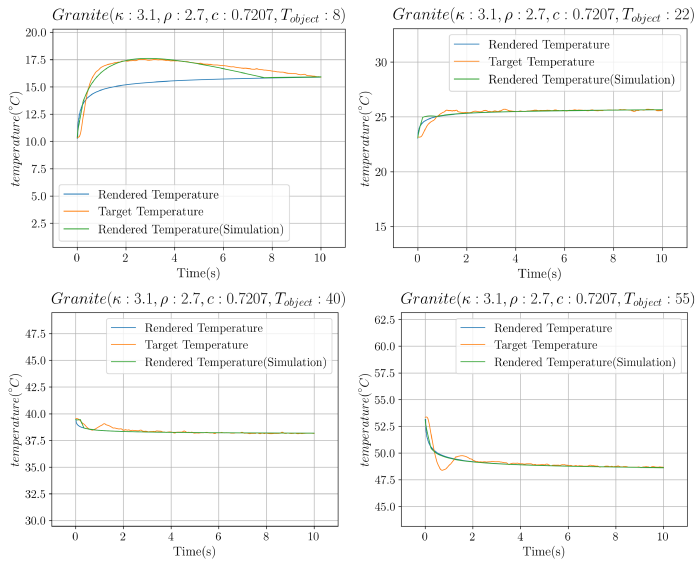 Granite(κ : 3.1, ρ : 2.7, c : 0.7207, T_object : 8)
20.0
17.5
15.0
12.5
10.0
7.5
5.0
2.5
temperature(°C)
Rendered Temperature
Target Temperature
Rendered Temperature(Simulation)
0 2 4 6 8 10
Time(s)
Granite(κ : 3.1, ρ : 2.7, c : 0.7207, T_object : 22)
30
25
20
15
temperature(°C)
Rendered Temperature
Target Temperature
Rendered Temperature(Simulation)
0 2 4 6 8 10
Time(s)
Granite(κ : 3.1, ρ : 2.7, c : 0.7207, T_object : 40)
47.5
45.0
42.5
40.0
37.5
35.0
32.5
30.0
temperature(°C)
Rendered Temperature
Target Temperature
Rendered Temperature(Simulation)
0 2 4 6 8 10
Time(s)
Granite(κ : 3.1, ρ : 2.7, c : 0.7207, T_object : 55)
62.5
60.0
57.5
55.0
52.5
50.0
47.5
45.0
temperature(°C)
Rendered Temperature
Target Temperature
Rendered Temperature(Simulation)
0 2 4 6 8 10
Time(s)